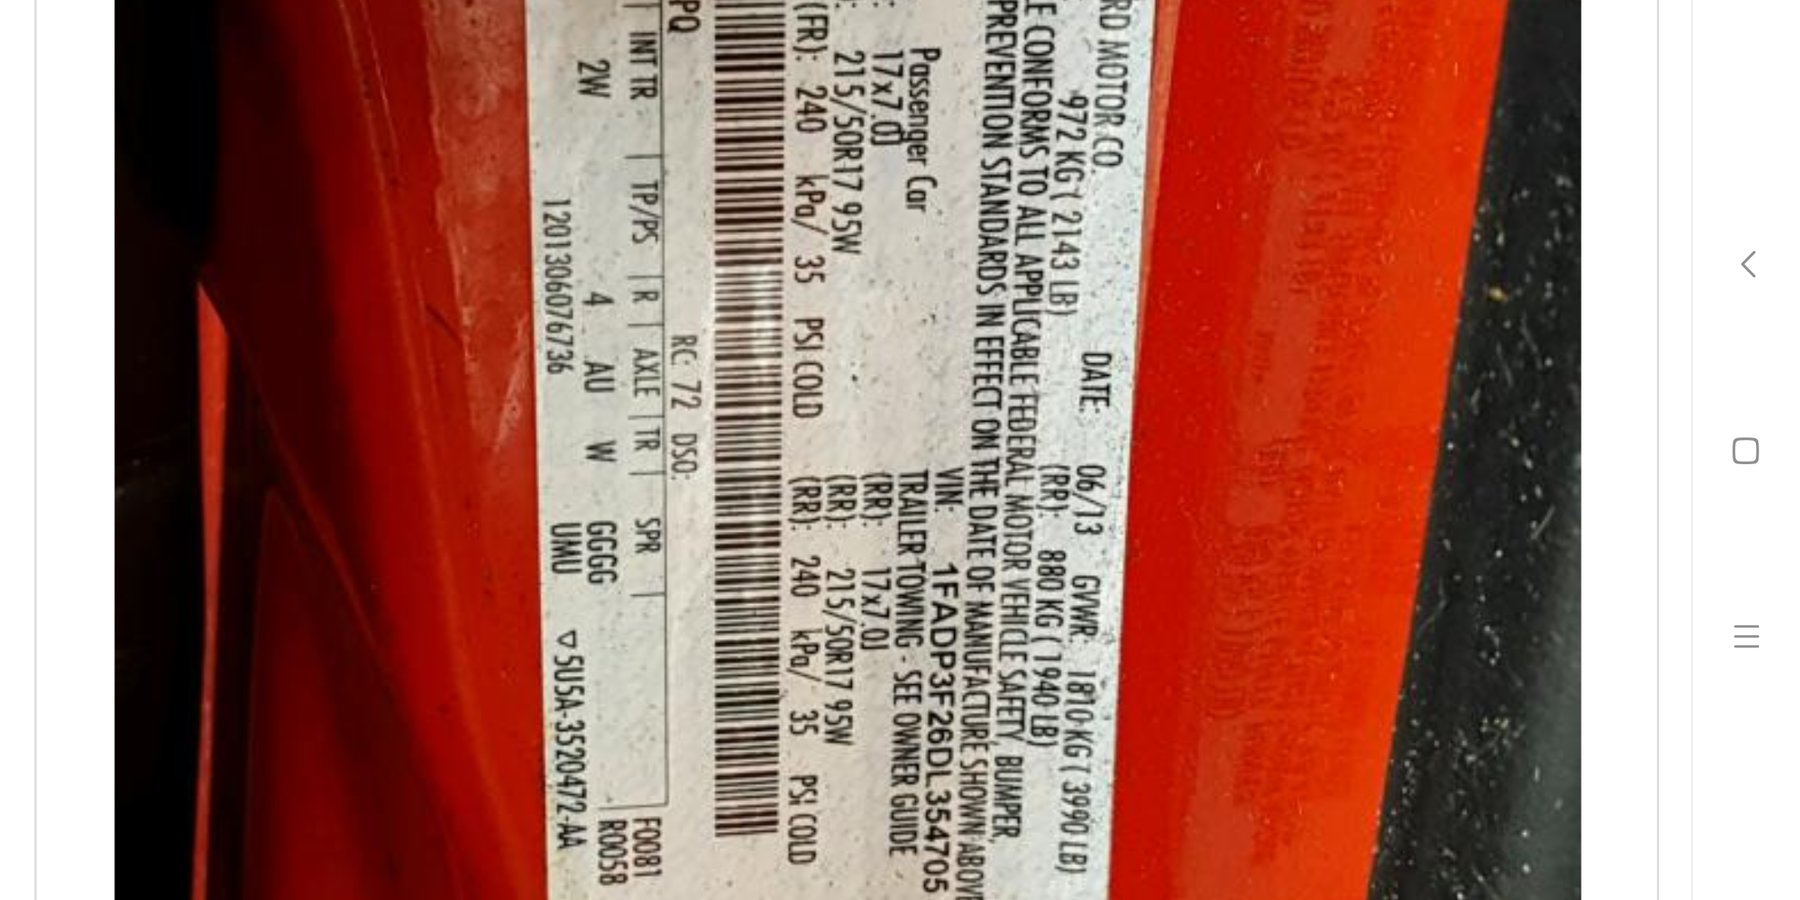 RD MOTOR CO.
DATE: 06/13 GVWR: 1810 KG ( 3990 LB)
972 KG ( 2143 LB) (RR): 880 KG ( 1940 LB)
E CONFORMS TO ALL APPLICABLE FEDERAL MOTOR VEHICLE SAFETY, BUMPER,
PREVENTION STANDARDS IN EFFECT ON THE DATE OF MANUFACTURE SHOWN ABOVE
VIN: 1FADP3F26DL354705
Passenger Car TRAILER TOWING - SEE OWNER GUIDE
17x7.0J (RR): 17x7.0J
215/50R17 95W (RR): 215/50R17 95W
(FR): 240 kPa/ 35 PSI COLD (RR): 240 kPa/ 35 PSI COLD
PQ RC: 72 DSO:
INT TR | TP/PS | R | AXLE | TR | SPR | F0081
2W 4 AU W GGGG R0058
1201306076736 UMU ▽ 5U5A-3520472-AA